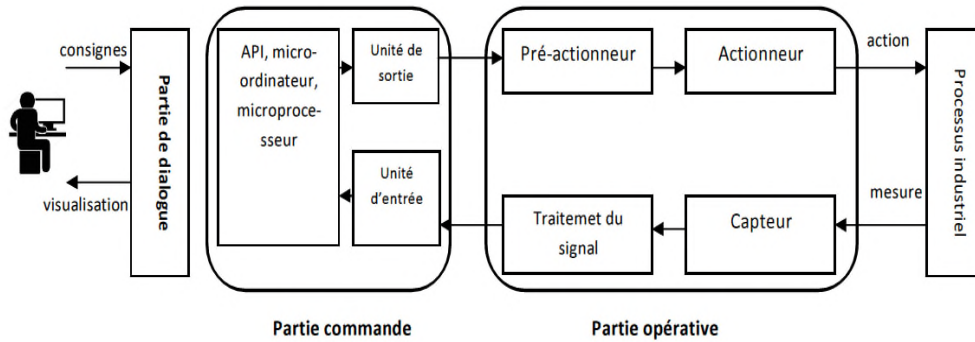 consignes
visualisation
Partie de dialogue
API, micro-
ordinateur,
microproce-
sseur
Unité de
sortie
Unité
d'entrée
Partie commande
Pré-actionneur
Actionneur
Traitemet du
signal
Capteur
Partie opérative
action
mesure
Processus industriel